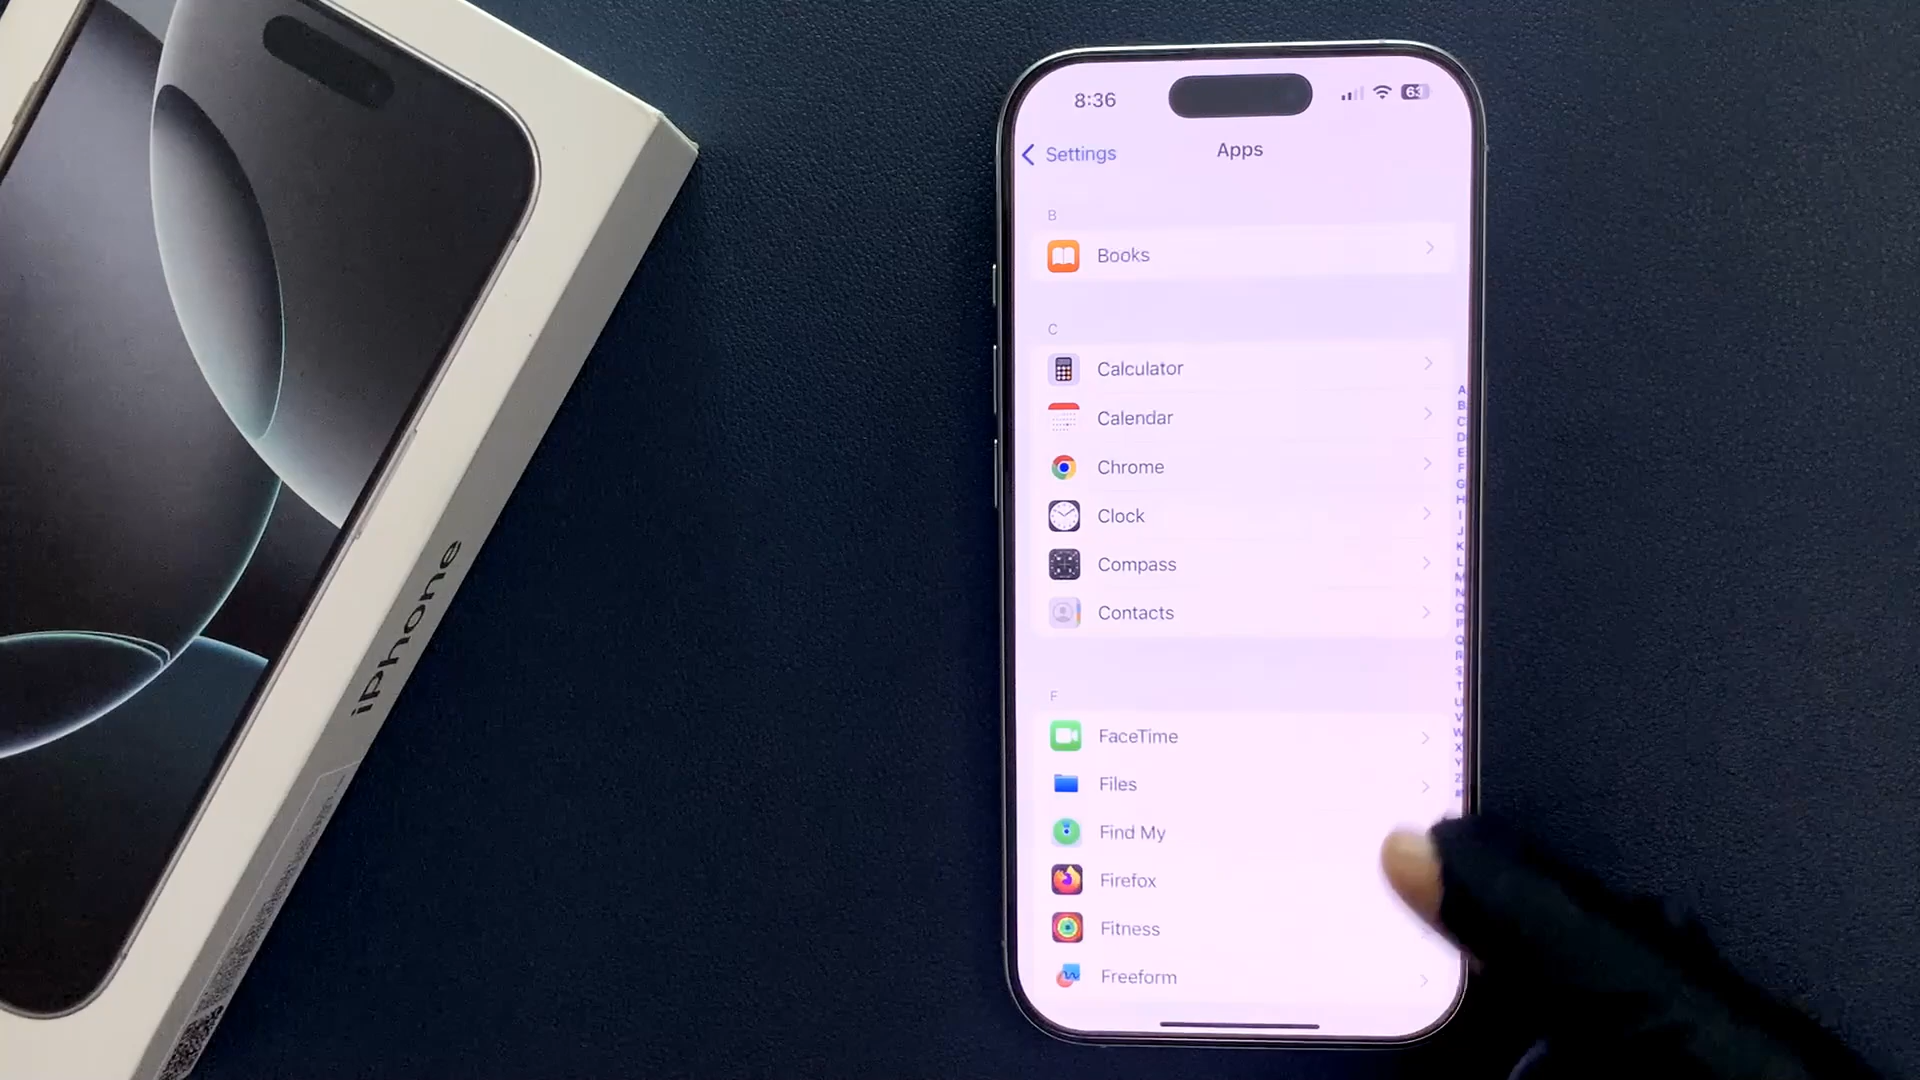 iPhone
8:36
63
Settings
Apps
B
Books
C
Calculator
Calendar
Chrome
Clock
Compass
Contacts
F
FaceTime
Files
Find My
Firefox
Fitness
Freeform
A
B
C
D
E
F
G
H
I
J
K
L
M
N
O
P
Q
R
S
T
U
V
W
X
Y
Z
#